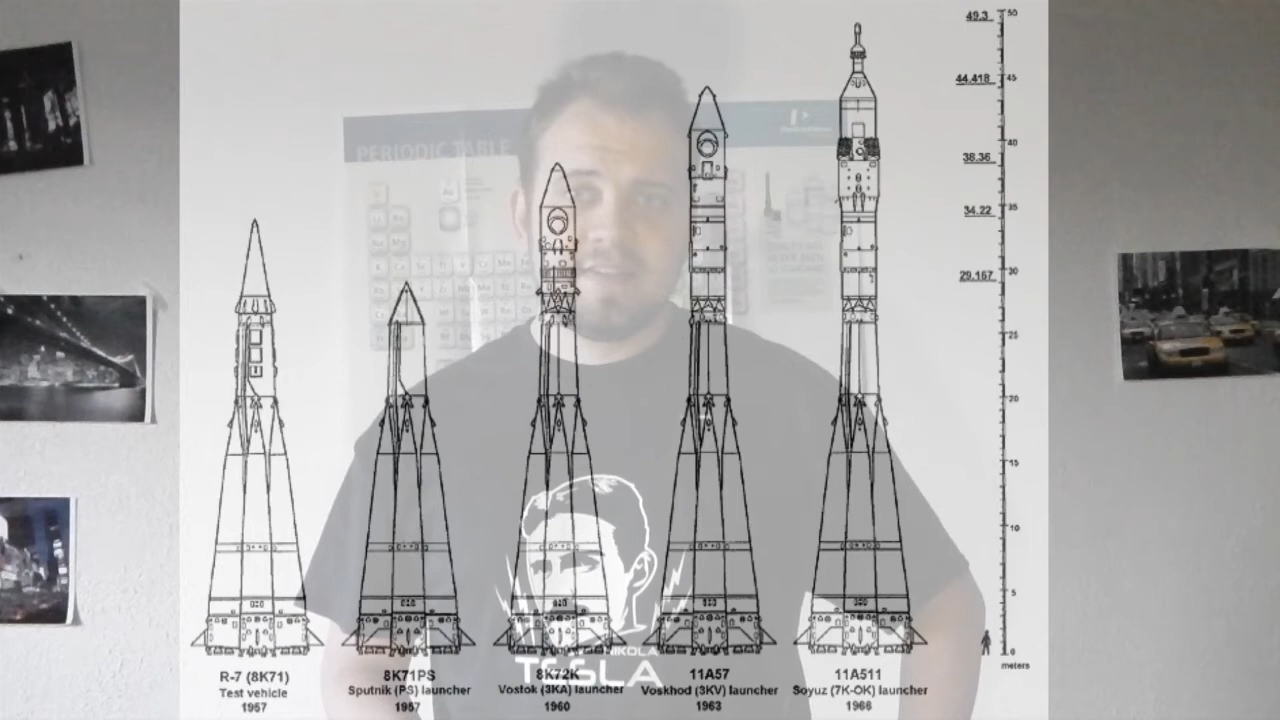 49.3
50
45
44.418
PERIODIC TABLE
40
38.36
35
34.22
30
29.167
25
20
15
10
5
0
meters
R-7 (8K71)
Test vehicle
1957
8K71PS
Sputnik (PS) launcher
1957
8K72K
Vostok (3KA) launcher
1960
11A57
Voskhod (3KV) launcher
1963
11A511
Soyuz (7K-OK) launcher
1966
NIKOLA
TESLA